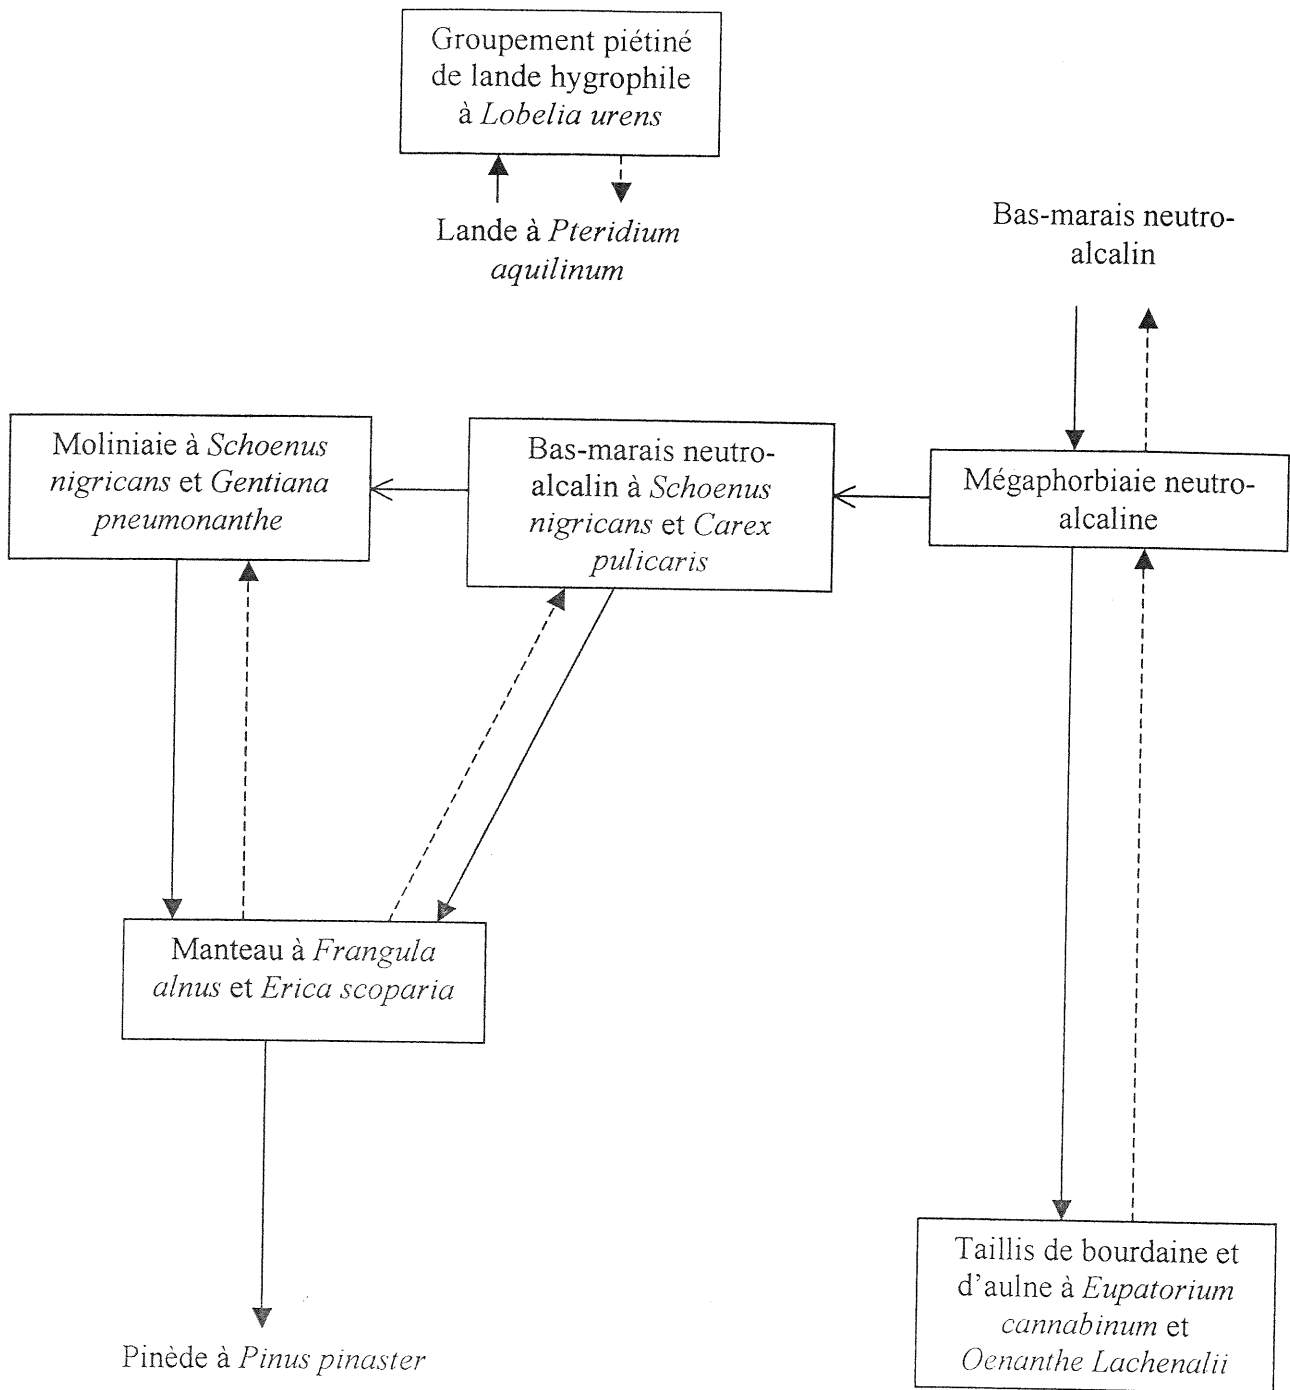 Groupement piétiné
de lande hygrophile
à Lobelia urens
Lande à Pteridium
aquilinum
Bas-marais neutro-
alcalin
Moliniaie à Schoenus
nigricans et Gentiana
pneumonanthe
Bas-marais neutro-
alcalin à Schoenus
nigricans et Carex
pulicaris
Mégaphorbiaie neutro-
alcaline
Manteau à Frangula
alnus et Erica scoparia
Taillis de bourdaine et
d'aulne à Eupatorium
cannabinum et
Oenanthe Lachenalii
Pinède à Pinus pinaster